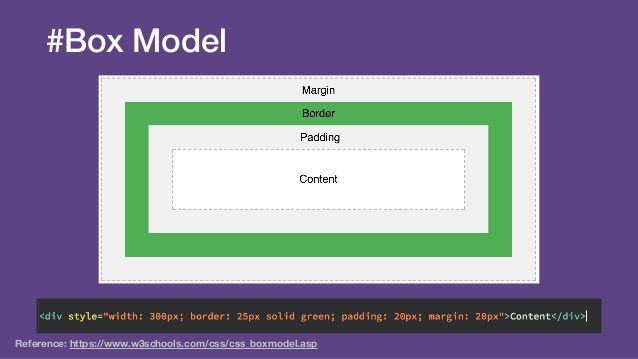 #Box Model
Margin
Border
Padding
Content
<div style="width: 300px; border: 25px solid green; padding: 20px; margin: 20px">Content</div>
Reference: https://www.w3schools.com/css/css_boxmodel.asp